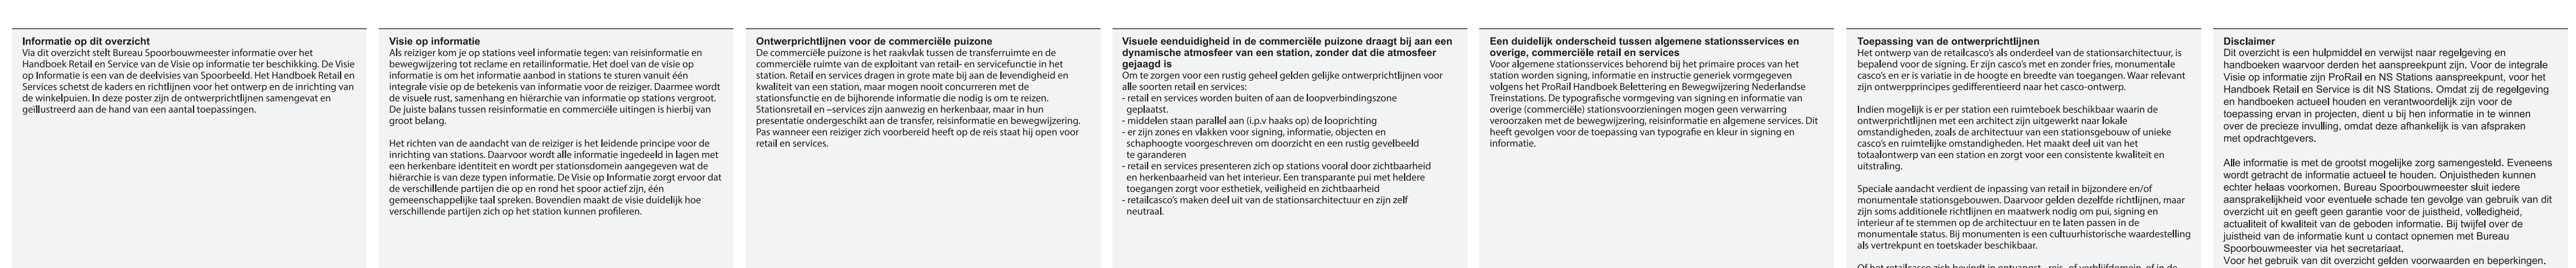 Informatie op dit overzicht
Via dit overzicht stelt Bureau Spoorbouwmeester informatie over het
Handboek Retail en Service van de Visie op informatie ter beschikking. De Visie
op Informatie is een van de deelvisies van Spoorbeeld. Het Handboek Retail en
Services schetst de kaders en richtlijnen voor het ontwerp en de inrichting van
de winkelpuien. In deze poster zijn de ontwerprichtlijnen samengevat en
geïllustreerd aan de hand van een aantal toepassingen.
Visie op informatie
Als reiziger kom je op stations veel informatie tegen: van reisinformatie en
bewegwijzering tot reclame en retailinformatie. Het doel van de visie op
informatie is om het informatie aanbod in stations te sturen vanuit één
integrale visie op de betekenis van informatie voor de reiziger. Daarmee wordt
de visuele rust, samenhang en hiërarchie van informatie op stations vergroot.
De juiste balans tussen reisinformatie en commerciële uitingen is hierbij van
groot belang.
Het richten van de aandacht van de reiziger is het leidende principe voor de
inrichting van stations. Daarvoor wordt alle informatie ingedeeld in lagen met
een herkenbare identiteit en wordt per stationsdomein aangegeven wat de
hiërarchie is van deze typen informatie. De Visie op Informatie zorgt ervoor dat
de verschillende partijen die op en rond het spoor actief zijn, één
gemeenschappelijke taal spreken. Bovendien maakt de visie duidelijk hoe
verschillende partijen zich op het station kunnen profileren.
Ontwerprichtlijnen voor de commerciële puizone
De commerciële puizone is het raakvlak tussen de transferruimte en de
commerciële ruimte van de exploitant van retail- en servicefunctie in het
station. Retail en services dragen in grote mate bij aan de levendigheid en
kwaliteit van een station, maar mogen nooit concurreren met de
stationsfunctie en de bijhorende informatie die nodig is om te reizen.
Stationsretail en –services zijn aanwezig en herkenbaar, maar in hun
presentatie ondergeschikt aan de transfer, reisinformatie en bewegwijzering.
Pas wanneer een reiziger zich voorbereid heeft op de reis staat hij open voor
retail en services.
Visuele eenduidigheid in de commerciële puizone draagt bij aan een
dynamische atmosfeer van een station, zonder dat die atmosfeer
gejaagd is
Om te zorgen voor een rustig geheel gelden gelijke ontwerprichtlijnen voor
alle soorten retail en services:
- retail en services worden buiten of aan de loopverbindingszone
geplaatst.
- middelen staan parallel aan (i.p.v haaks op) de looprichting
- er zijn zones en vlakken voor signing, informatie, objecten en
schaphoogte voorgeschreven om doorzicht en een rustig gevelbeeld
te garanderen
- retail en services presenteren zich op stations vooral door zichtbaarheid
en herkenbaarheid van het interieur. Een transparante pui met heldere
toegangen zorgt voor esthetiek, veiligheid en zichtbaarheid
- retailcasco's maken deel uit van de stationsarchitectuur en zijn zelf
neutraal.
Een duidelijk onderscheid tussen algemene stationsservices en
overige, commerciële retail en services
Voor algemene stationsservices behorend bij het primaire proces van het
station worden signing, informatie en instructie generiek vormgegeven
volgens het ProRail Handboek Belettering en Bewegwijzering Nederlandse
Treinstations. De typografische vormgeving van signing en informatie van
overige (commerciële) stationsvoorzieningen mogen geen verwarring
veroorzaken met de bewegwijzering, reisinformatie en algemene services. Dit
heeft gevolgen voor de toepassing van typografie en kleur in signing en
informatie.
Toepassing van de ontwerprichtlijnen
Het ontwerp van de retailcasco's als onderdeel van de stationsarchitectuur, is
bepalend voor de signing. Er zijn casco's met en zonder fries, monumentale
casco's en er is variatie in de hoogte en breedte van toegangen. Waar relevant
zijn ontwerpprincipes gedifferentieerd naar het casco-ontwerp.
Indien mogelijk is er per station een ruimteboek beschikbaar waarin de
ontwerprichtlijnen met een architect zijn uitgewerkt naar lokale
omstandigheden, zoals de architectuur van een stationsgebouw of unieke
casco's en ruimtelijke omstandigheden. Het maakt deel uit van het
totaalontwerp van een station en zorgt voor een consistente kwaliteit en
uitstraling.
Speciale aandacht verdient de inpassing van retail in bijzondere en/of
monumentale stationsgebouwen. Daarvoor gelden dezelfde richtlijnen, maar
zijn soms additionele richtlijnen en maatwerk nodig om pui, signing en
interieur af te stemmen op de architectuur en te laten passen in de
monumentale status. Bij monumenten is een cultuurhistorische waardestelling
als vertrekpunt en toetskader beschikbaar.
Of het retailcasco zich bevindt in ontvangst-, reis- of verblijfdomein, of in de
Disclaimer
Dit overzicht is een hulpmiddel en verwijst naar regelgeving en
handboeken waarvoor derden het aanspreekpunt zijn. Voor de integrale
Visie op informatie zijn ProRail en NS Stations aanspreekpunt, voor het
Handboek Retail en Service is dit NS Stations. Omdat zij de regelgeving
en handboeken actueel houden en verantwoordelijk zijn voor de
toepassing ervan in projecten, dient u bij hen informatie in te winnen
over de precieze invulling, omdat deze afhankelijk is van afspraken
met opdrachtgevers.
Alle informatie is met de grootst mogelijke zorg samengesteld. Eveneens
wordt getracht de informatie actueel te houden. Onjuistheden kunnen
echter helaas voorkomen. Bureau Spoorbouwmeester sluit iedere
aansprakelijkheid voor eventuele schade ten gevolge van gebruik van dit
overzicht uit en geeft geen garantie voor de juistheid, volledigheid,
actualiteit of kwaliteit van de geboden informatie. Bij twijfel over de
juistheid van de informatie kunt u contact opnemen met Bureau
Spoorbouwmeester via het secretariaat.
Voor het gebruik van dit overzicht gelden voorwaarden en beperkingen.